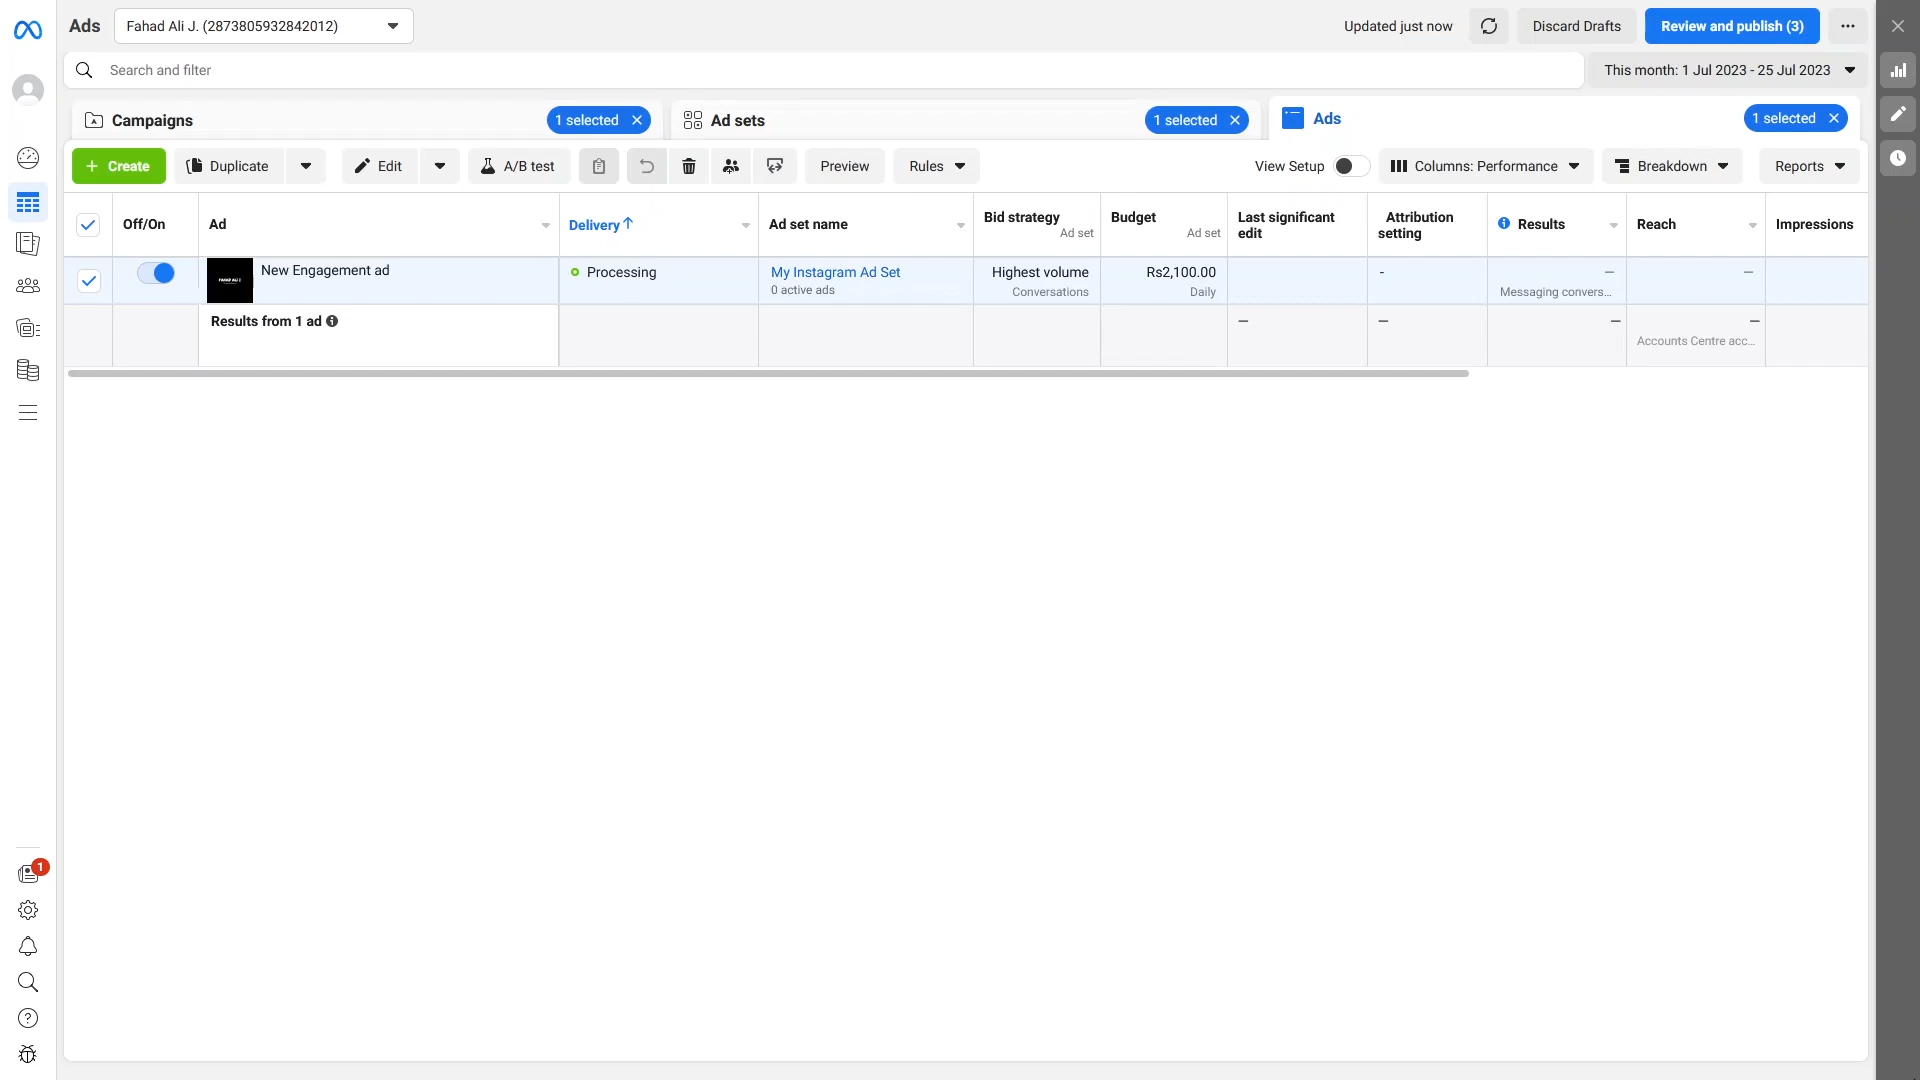 Ads
Fahad Ali J. (2873805932842012)
Updated just now
Discard Drafts
Review and publish (3)
Search and filter
This month: 1 Jul 2023 - 25 Jul 2023
Campaigns
1 selected
Ad sets
1 selected
Ads
1 selected
+ Create
Duplicate
Edit
A/B test
Preview
Rules
View Setup
Columns: Performance
Breakdown
Reports
Off/On
Ad
Delivery ↑
Ad set name
Bid strategy
Ad set
Budget
Ad set
Last significant
edit
Attribution
setting
Results
Reach
Impressions
FAHAD ALI J
New Engagement ad
Processing
My Instagram Ad Set
0 active ads
Highest volume
Conversations
Rs2,100.00
Daily
-
—
Messaging convers...
—
Results from 1 ad
—
—
—
—
Accounts Centre acc...
1